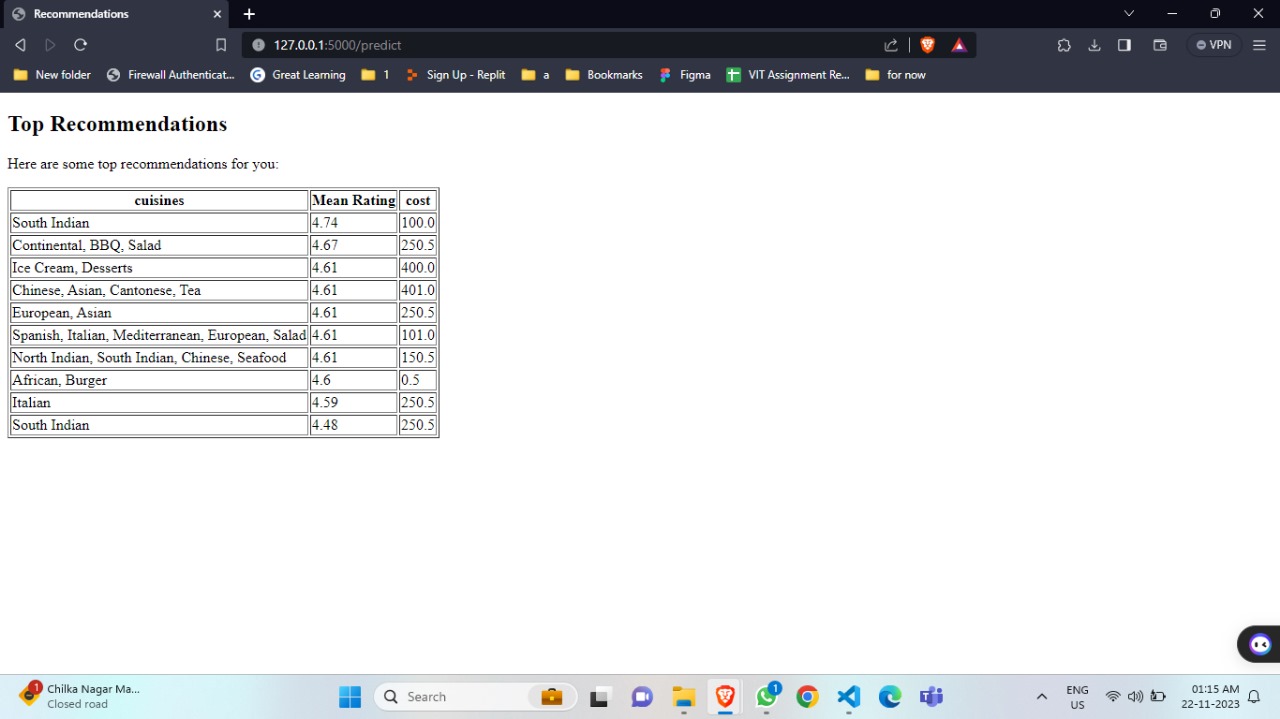 Recommendations
127.0.0.1:5000/predict
VPN
New folder Firewall Authenticat... Great Learning 1 Sign Up - Replit a Bookmarks Figma VIT Assignment Re... for now
Top Recommendations
Here are some top recommendations for you:
cuisines Mean Rating cost
South Indian 4.74 100.0
Continental, BBQ, Salad 4.67 250.5
Ice Cream, Desserts 4.61 400.0
Chinese, Asian, Cantonese, Tea 4.61 401.0
European, Asian 4.61 250.5
Spanish, Italian, Mediterranean, European, Salad 4.61 101.0
North Indian, South Indian, Chinese, Seafood 4.61 150.5
African, Burger 4.6 0.5
Italian 4.59 250.5
South Indian 4.48 250.5
1 Chilka Nagar Ma...
Closed road
Search
1
ENG
US
01:15 AM
22-11-2023